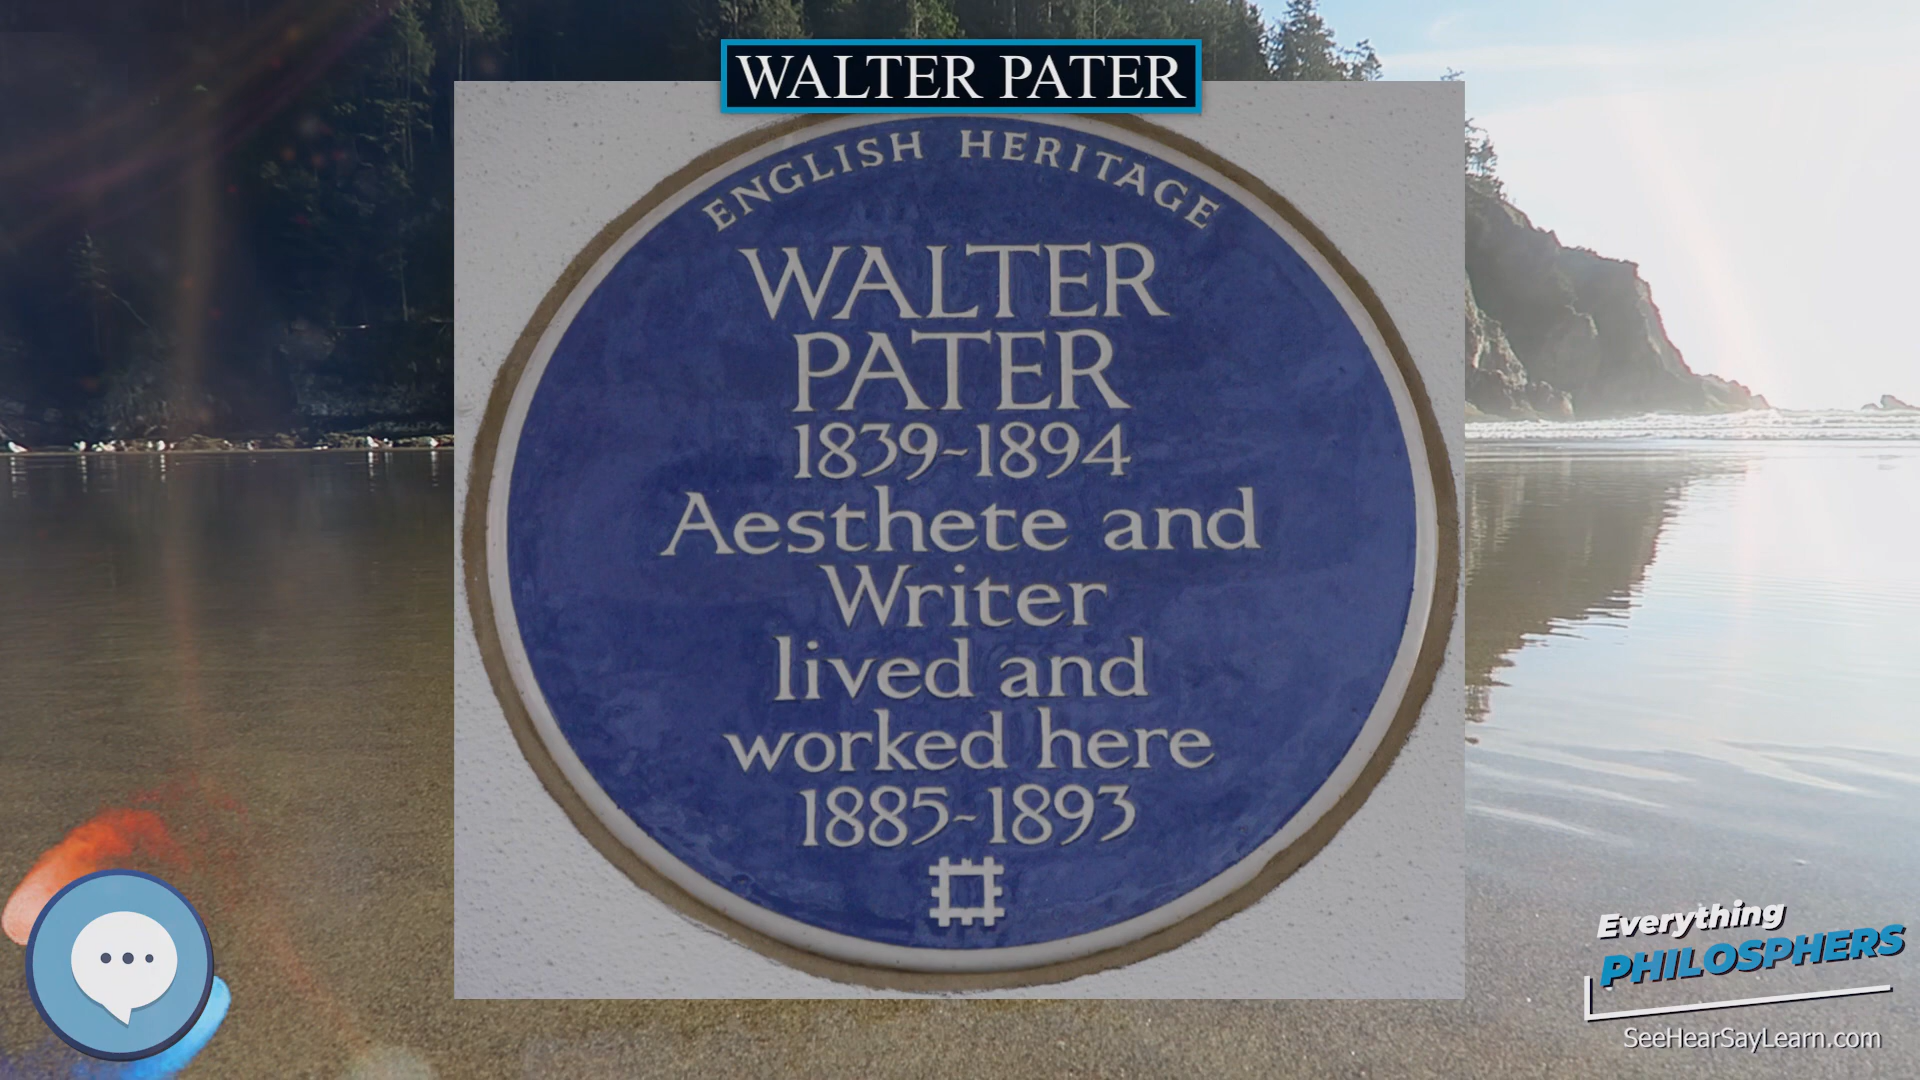 WALTER PATER
ENGLISH HERITAGE
WALTER
PATER
1839-1894
Aesthete and
Writer
lived and
worked here
1885-1893
Everything
PHILOSPHERS
SeeHearSayLearn.com